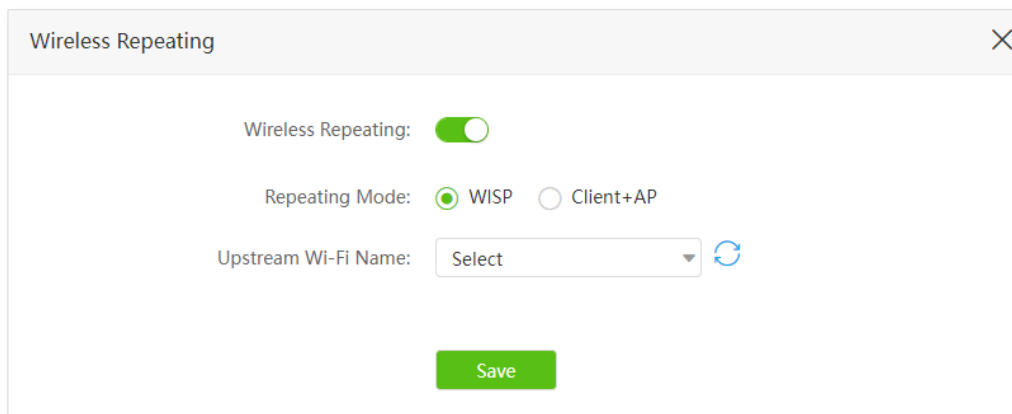 Wireless Repeating
Wireless Repeating:
Repeating Mode: WISP Client+AP
Upstream Wi-Fi Name: Select
Save